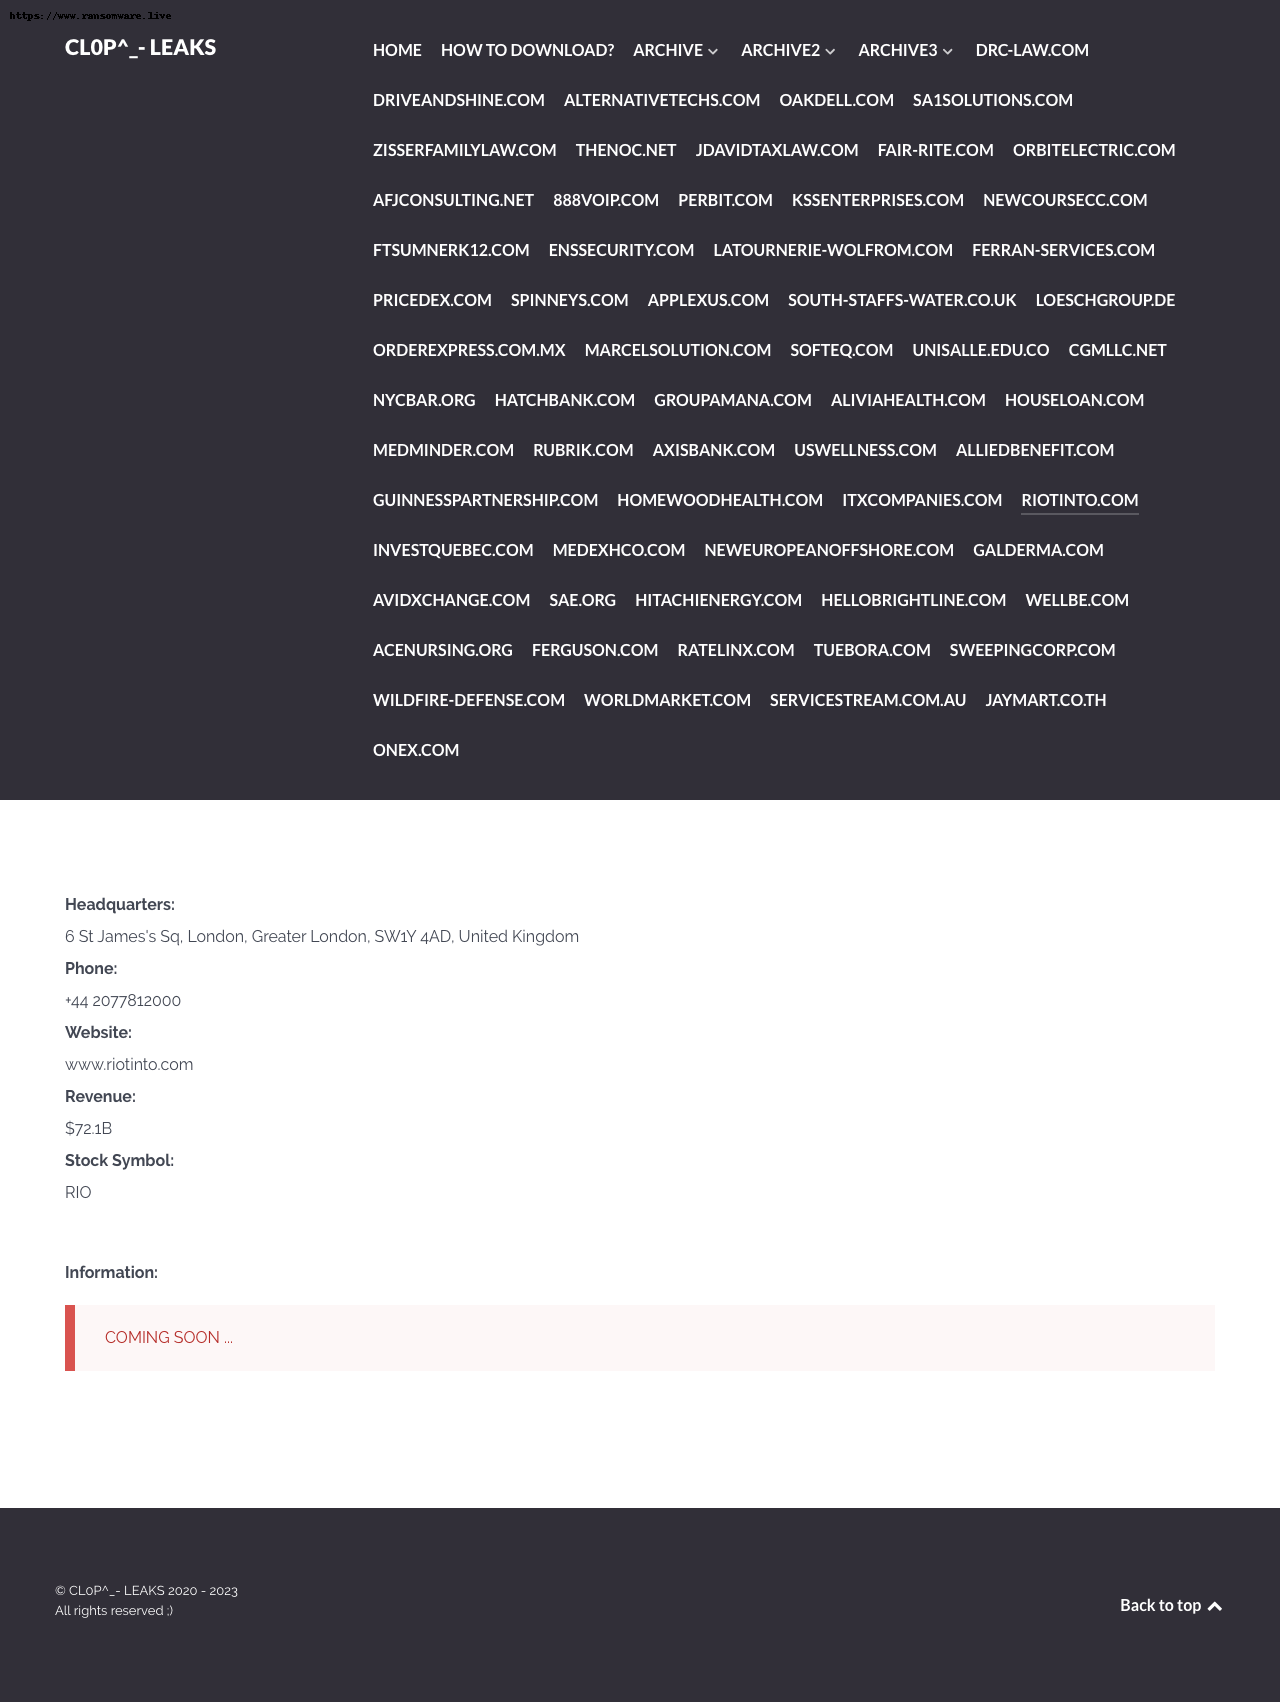 https://www.ransomware.live
CL0P^_- LEAKS
HOME HOW TO DOWNLOAD? ARCHIVE ARCHIVE2 ARCHIVE3 DRC-LAW.COM
DRIVEANDSHINE.COM ALTERNATIVETECHS.COM OAKDELL.COM SA1SOLUTIONS.COM
ZISSERFAMILYLAW.COM THENOC.NET JDAVIDTAXLAW.COM FAIR-RITE.COM ORBITELECTRIC.COM
AFJCONSULTING.NET 888VOIP.COM PERBIT.COM KSSENTERPRISES.COM NEWCOURSECC.COM
FTSUMNERK12.COM ENSSECURITY.COM LATOURNERIE-WOLFROM.COM FERRAN-SERVICES.COM
PRICEDEX.COM SPINNEYS.COM APPLEXUS.COM SOUTH-STAFFS-WATER.CO.UK LOESCHGROUP.DE
ORDEREXPRESS.COM.MX MARCELSOLUTION.COM SOFTEQ.COM UNISALLE.EDU.CO CGMLLC.NET
NYCBAR.ORG HATCHBANK.COM GROUPAMANA.COM ALIVIAHEALTH.COM HOUSELOAN.COM
MEDMINDER.COM RUBRIK.COM AXISBANK.COM USWELLNESS.COM ALLIEDBENEFIT.COM
GUINNESSPARTNERSHIP.COM HOMEWOODHEALTH.COM ITXCOMPANIES.COM RIOTINTO.COM
INVESTQUEBEC.COM MEDEXHCO.COM NEWEUROPEANOFFSHORE.COM GALDERMA.COM
AVIDXCHANGE.COM SAE.ORG HITACHIENERGY.COM HELLOBRIGHTLINE.COM WELLBE.COM
ACENURSING.ORG FERGUSON.COM RATELINX.COM TUEBORA.COM SWEEPINGCORP.COM
WILDFIRE-DEFENSE.COM WORLDMARKET.COM SERVICESTREAM.COM.AU JAYMART.CO.TH
ONEX.COM
Headquarters:
6 St James's Sq, London, Greater London, SW1Y 4AD, United Kingdom
Phone:
+44 2077812000
Website:
www.riotinto.com
Revenue:
$72.1B
Stock Symbol:
RIO
Information:
COMING SOON ...
© CL0P^_- LEAKS 2020 - 2023
All rights reserved ;)
Back to top